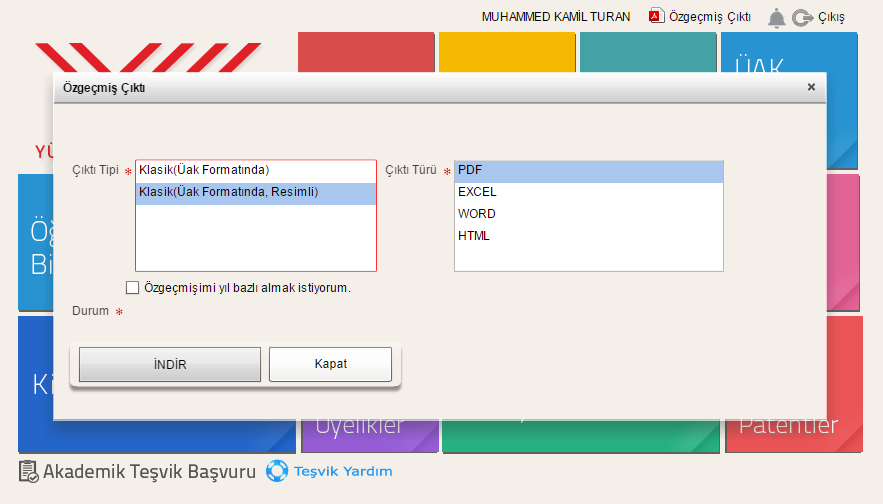 MUHAMMED KAMİL TURAN Özgeçmiş Çıktı Çıkış
ÜAK
Özgeçmiş Çıktı ×
YÜ
Çıktı Tipi * Klasik(Üak Formatında) Çıktı Türü * PDF
Klasik(Üak Formatında, Resimli) EXCEL
WORD
HTML
Öğ
Bi
Özgeçmişimi yıl bazlı almak istiyorum.
Durum *
İNDİR Kapat
Ki
Üyelikler Patentler
Akademik Teşvik Başvuru Teşvik Yardım